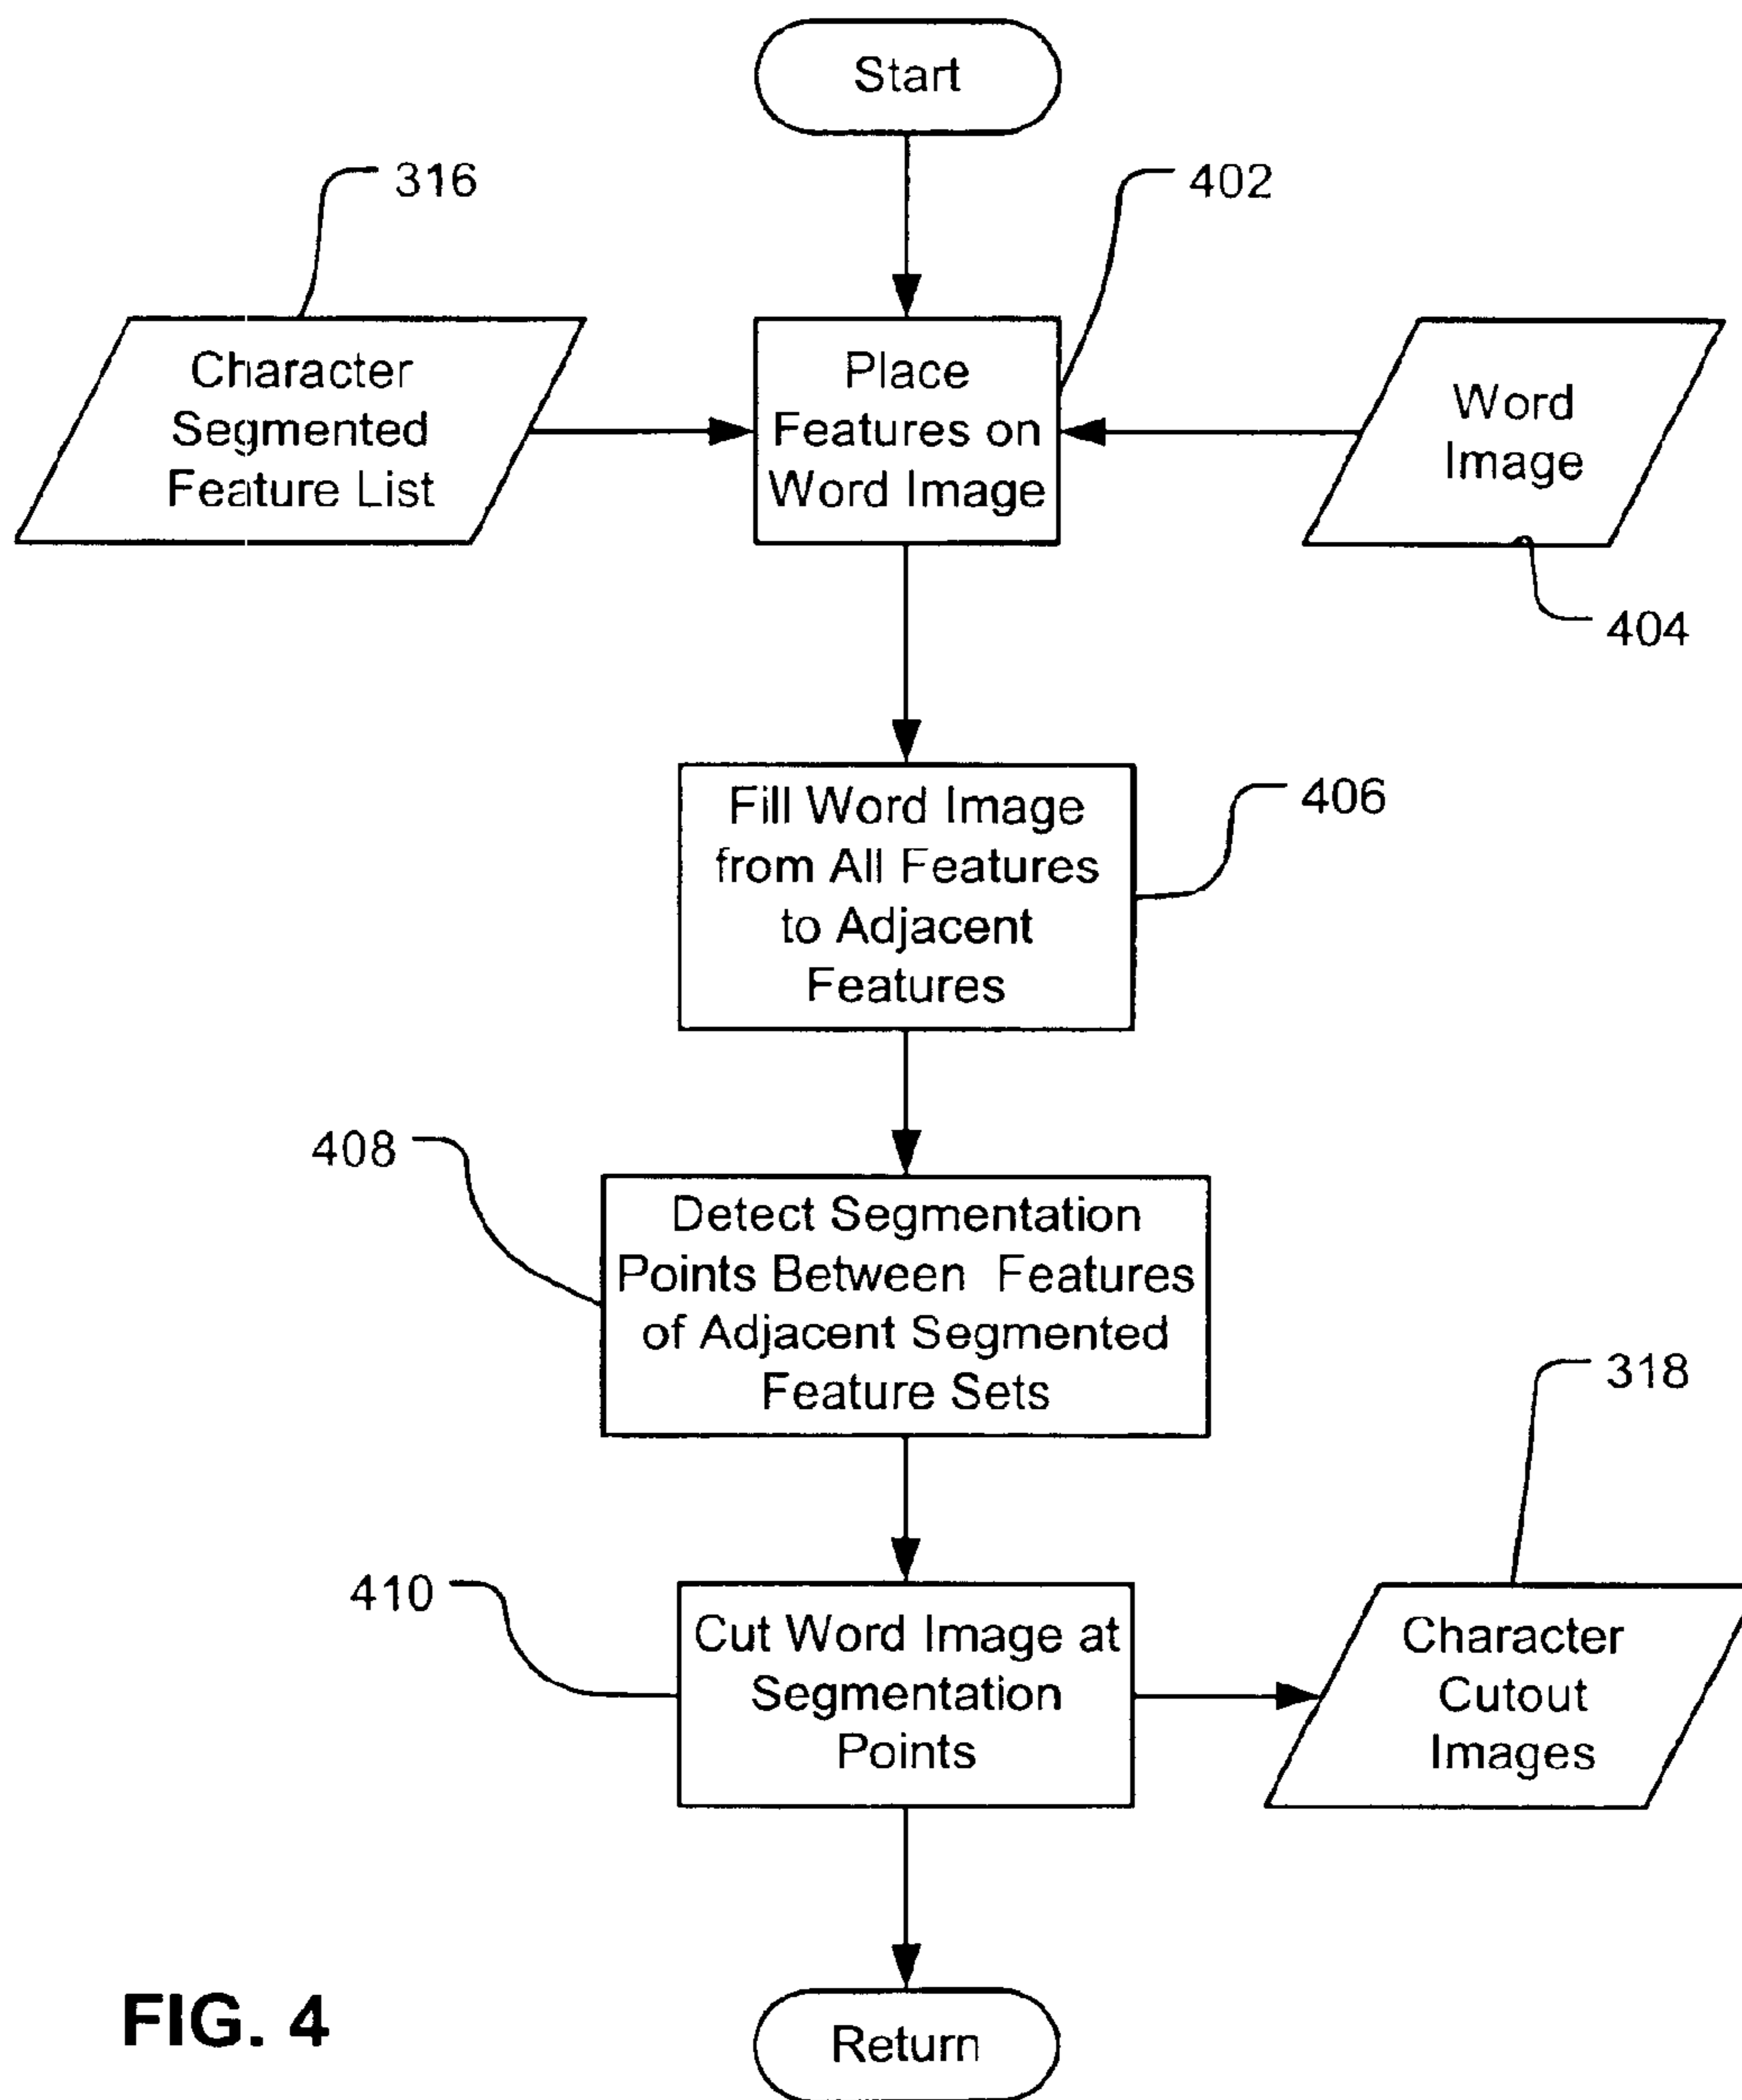 Start
316
402
Character
Segmented
Feature List
Place
Features on
Word Image
Word
Image
404
Fill Word Image
from All Features
to Adjacent
Features
406
408
Detect Segmentation
Points Between Features
of Adjacent Segmented
Feature Sets
318
410
Cut Word Image at
Segmentation
Points
Character
Cutout
Images
FIG. 4
Return